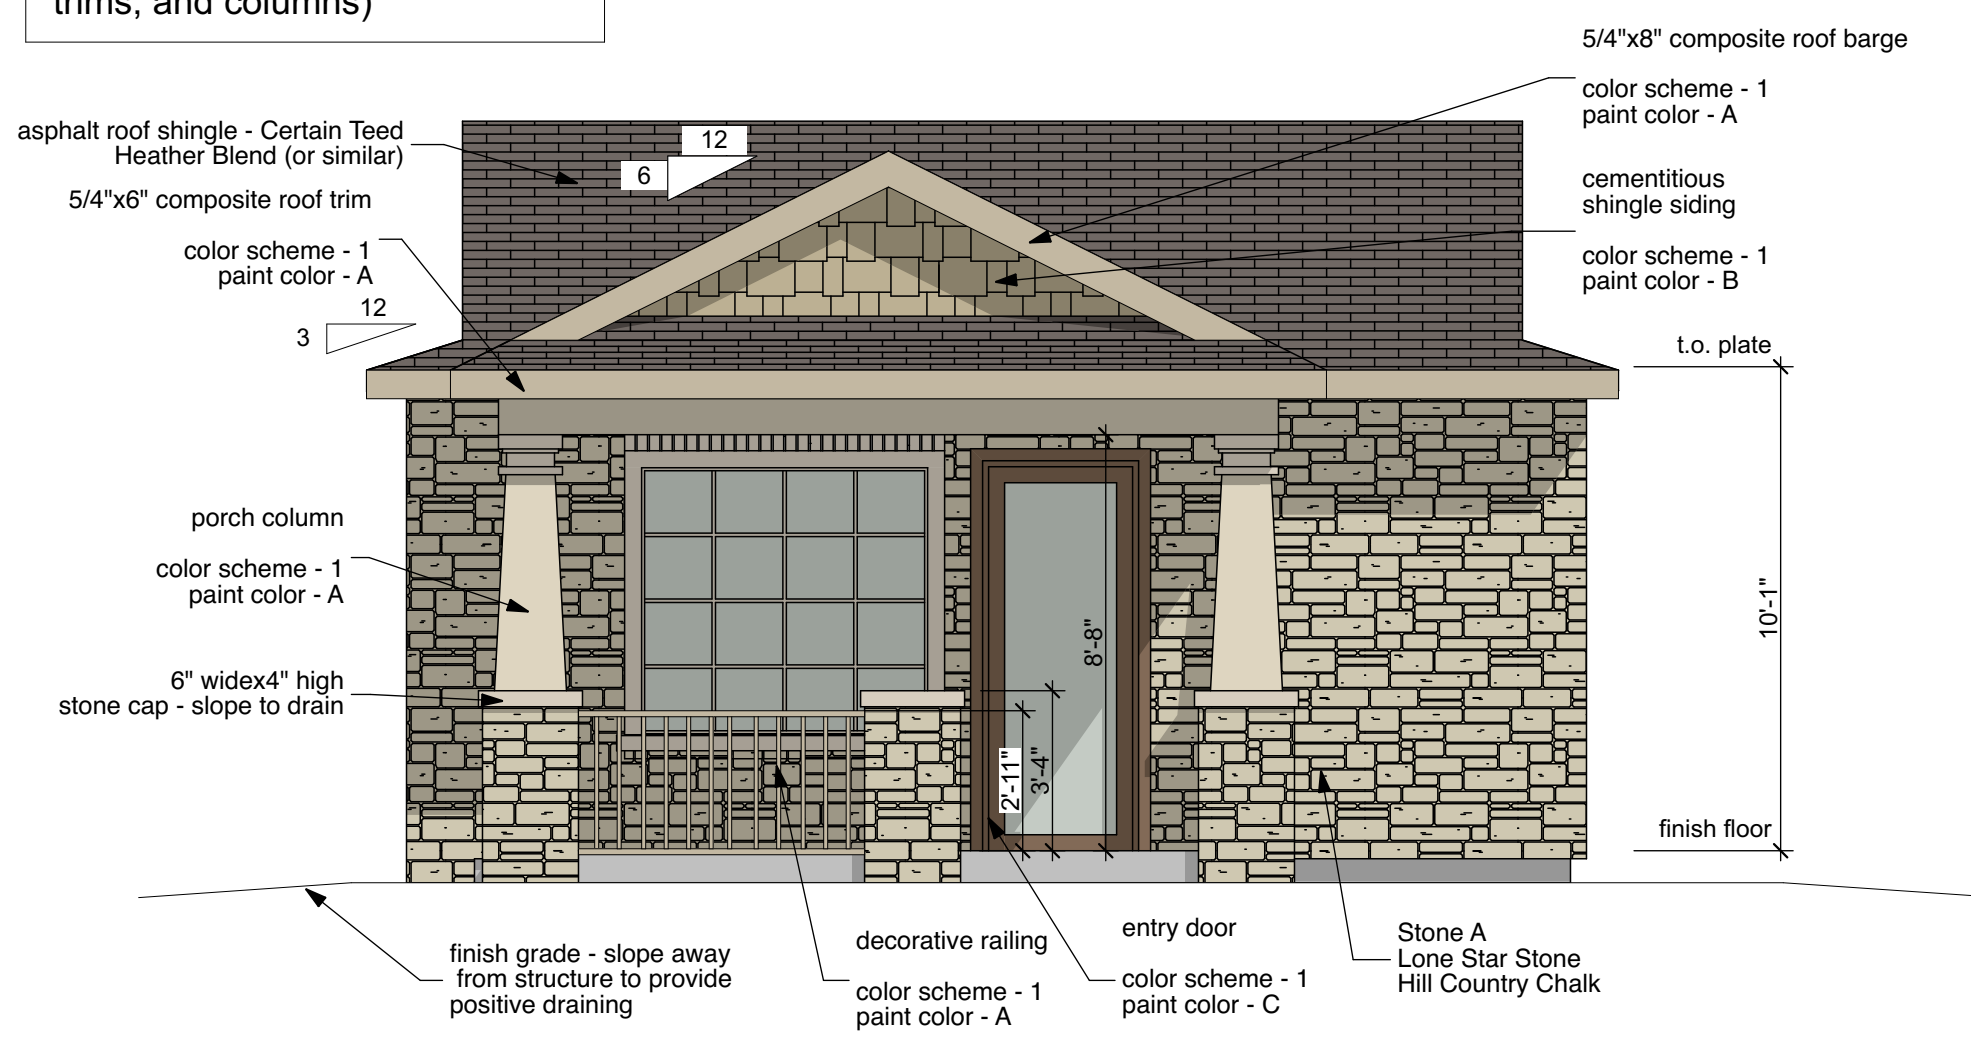 trims, and columns)
5/4"x8" composite roof barge
color scheme - 1
paint color - A
asphalt roof shingle - Certain Teed
Heather Blend (or similar)
12
6
5/4"x6" composite roof trim
color scheme - 1
paint color - A
cementitious
shingle siding
color scheme - 1
paint color - B
12
3
t.o. plate
porch column
color scheme - 1
paint color - A
10'-1"
8'-8"
6" widex4" high
stone cap - slope to drain
2'-11"
3'-4"
finish floor
finish grade - slope away
from structure to provide
positive draining
decorative railing
color scheme - 1
paint color - A
entry door
color scheme - 1
paint color - C
Stone A
Lone Star Stone
Hill Country Chalk